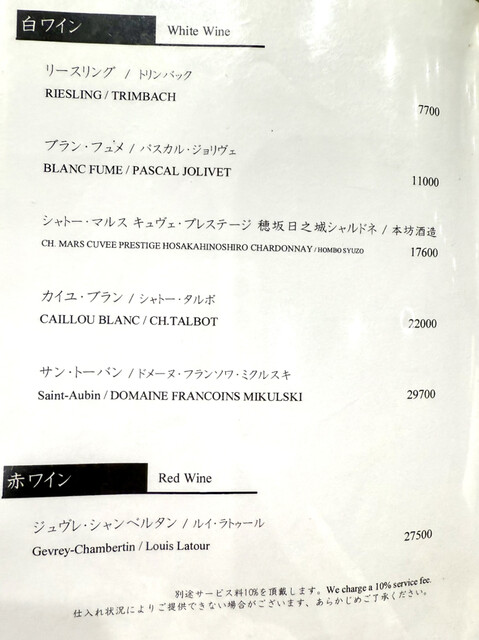 白ワイン White Wine
リースリング / トリンバック
RIESLING / TRIMBACH
7700
ブラン・フュメ / パスカル・ジョリヴェ
BLANC FUME / PASCAL JOLIVET
11000
シャトー・マルス キュヴェ・プレステージ 穂坂日之城シャルドネ / 本坊酒造
CH. MARS CUVEE PRESTIGE HOSAKAHINOSHIRO CHARDONNAY / HOMBO SYUZO
17600
カイユ・ブラン / シャトー・タルボ
CAILLOU BLANC / CH.TALBOT
22000
サン・トーバン / ドメーヌ・フランソワ・ミクルスキ
Saint-Aubin / DOMAINE FRANCOINS MIKULSKI
29700
赤ワイン Red Wine
ジュヴレ・シャンベルタン / ルイ・ラトゥール
Gevrey-Chambertin / Louis Latour
27500
別途サービス料10%を頂戴します。We charge a 10% service fee.
仕入れ状況によりご提供できない場合がございます、あらかじめご了承ください。